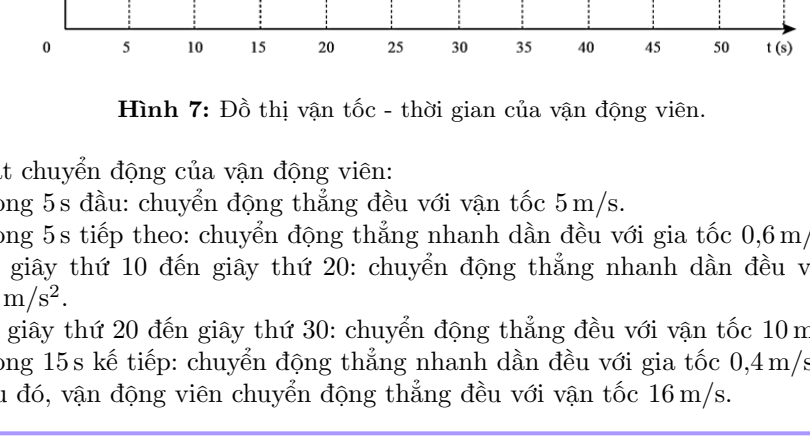 0 5 10 15 20 25 30 35 40 45 50 t (s)
Hình 7: Đồ thị vận tốc - thời gian của vận động viên.
chuyển động của vận động viên:
5 s đầu: chuyển động thẳng đều với vận tốc 5 m/s.
5 s tiếp theo: chuyển động thẳng nhanh dần đều với gia tốc 0,6 m/
giây thứ 10 đến giây thứ 20: chuyển động thẳng nhanh dần đều
m/s².
giây thứ 20 đến giây thứ 30: chuyển động thẳng đều với vận tốc 10
15 s kế tiếp: chuyển động thẳng nhanh dần đều với gia tốc 0,4 m/s
đó, vận động viên chuyển động thẳng đều với vận tốc 16 m/s.